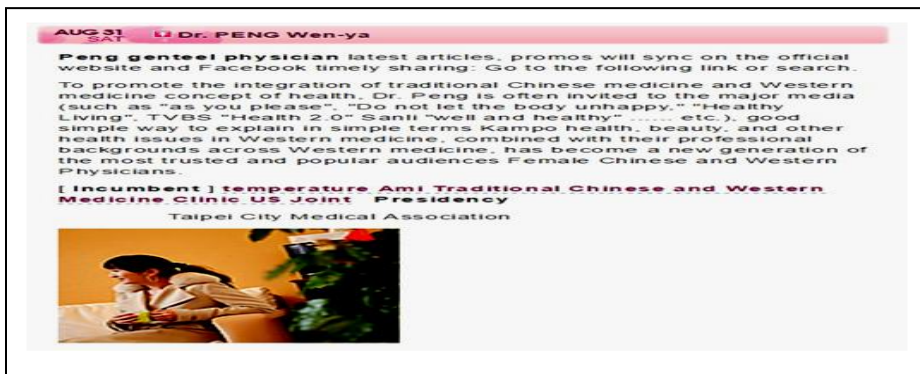 AUG 31
SAT
Dr. PENG Wen-ya
Peng genteel physician latest articles, promos will sync on the official
website and Facebook timely sharing: Go to the following link or search.
To promote the integration of traditional Chinese medicine and Western
medicine concept of health, Dr. Peng is often invited to the major media
(such as "as you please", "Do not let the body unhappy," "Healthy
Living", TVBS "Health 2.0" Sanli "well and healthy" ...... etc.), good
simple way to explain in simple terms Kampo health, beauty, and other
health issues in Western medicine, combined with their professional
backgrounds across Western medicine, has become a new generation of
the most trusted and popular audiences Female Chinese and Western
Physicians.
[ Incumbent ] temperature Ami Traditional Chinese and Western
Medicine Clinic US Joint Presidency
Taipei City Medical Association